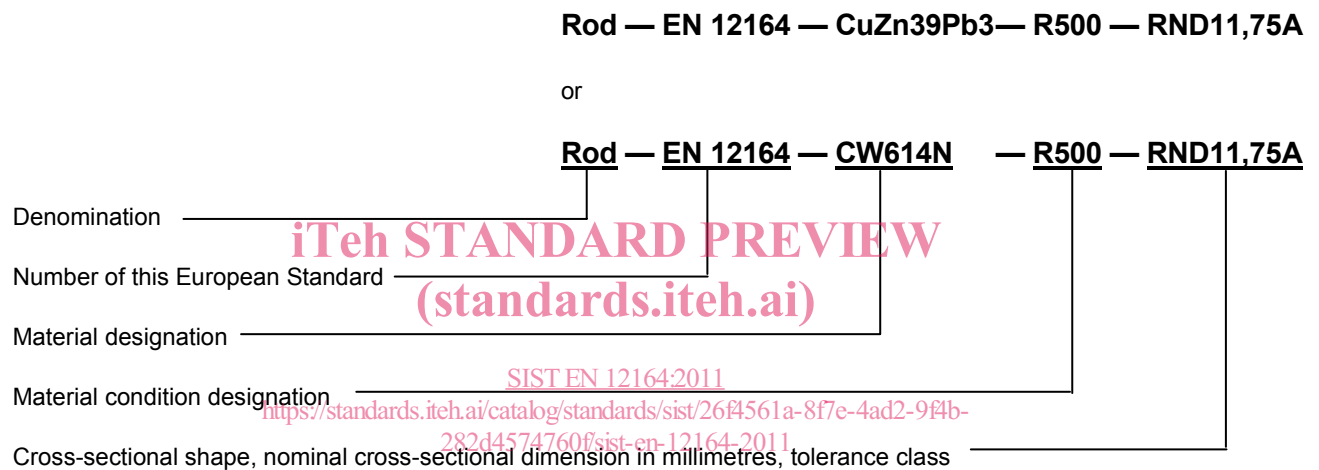 Rod — EN 12164 — CuZn39Pb3— R500 — RND11,75A
or
Rod — EN 12164 — CW614N — R500 — RND11,75A
Denomination
iTeh STANDARD PREVIEW
Number of this European Standard
(standards.iteh.ai)
Material designation
SIST EN 12164:2011
Material condition designation
https://standards.iteh.ai/catalog/standards/sist/26f4561a-8f7e-4ad2-9f4b-
282d4574760f/sist-en-12164-2011
Cross-sectional shape, nominal cross-sectional dimension in millimetres, tolerance class